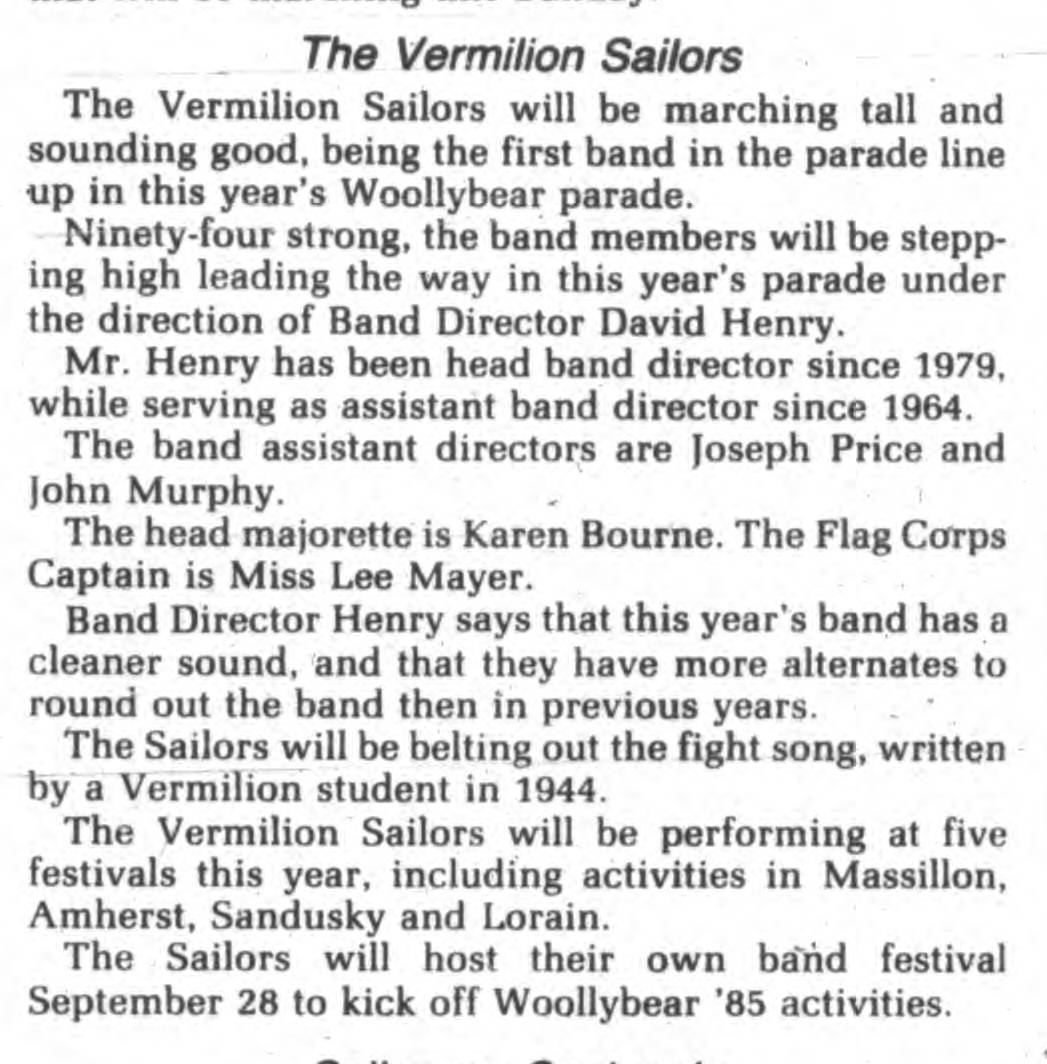 The Vermilion Sailors
The Vermilion Sailors will be marching tall and
sounding good, being the first band in the parade line
up in this year's Woollybear parade.
Ninety-four strong, the band members will be stepp-
ing high leading the way in this year's parade under
the direction of Band Director David Henry.
Mr. Henry has been head band director since 1979,
while serving as assistant band director since 1964.
The band assistant directors are Joseph Price and
John Murphy.
The head majorette is Karen Bourne. The Flag Corps
Captain is Miss Lee Mayer.
Band Director Henry says that this year's band has a
cleaner sound, and that they have more alternates to
round out the band then in previous years.
The Sailors will be belting out the fight song, written
by a Vermilion student in 1944.
The Vermilion Sailors will be performing at five
festivals this year, including activities in Massillon,
Amherst, Sandusky and Lorain.
The Sailors will host their own band festival
September 28 to kick off Woollybear '85 activities.